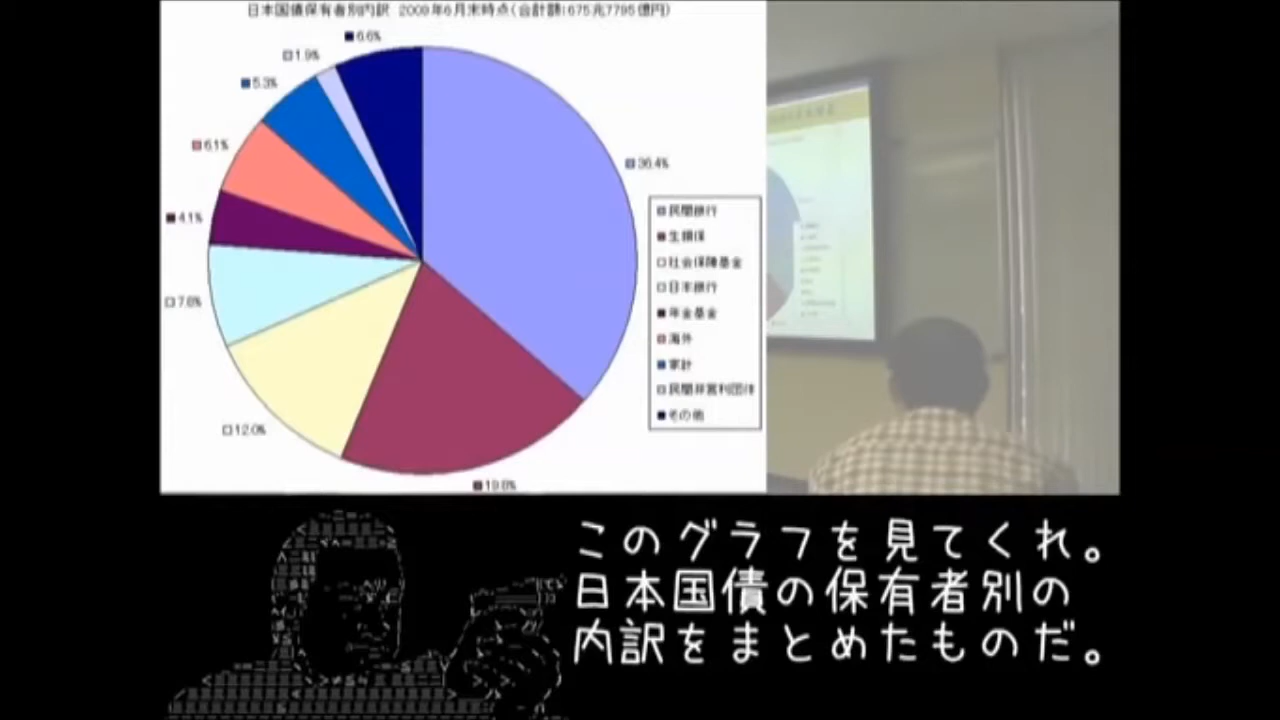 日本国債保有者別内訳 2009年6月末時点(合計額675兆7795億円)
6.6%
1.9%
5.3%
36.4%
6.1%
4.1%
7.8%
12.0%
19.8%
民間銀行
生損保
社会保障基金
日本銀行
年金基金
海外
家計
民間非営利団体
その他
このグラフを見てくれ。
日本国債の保有者別の
内訳をまとめたものだ。